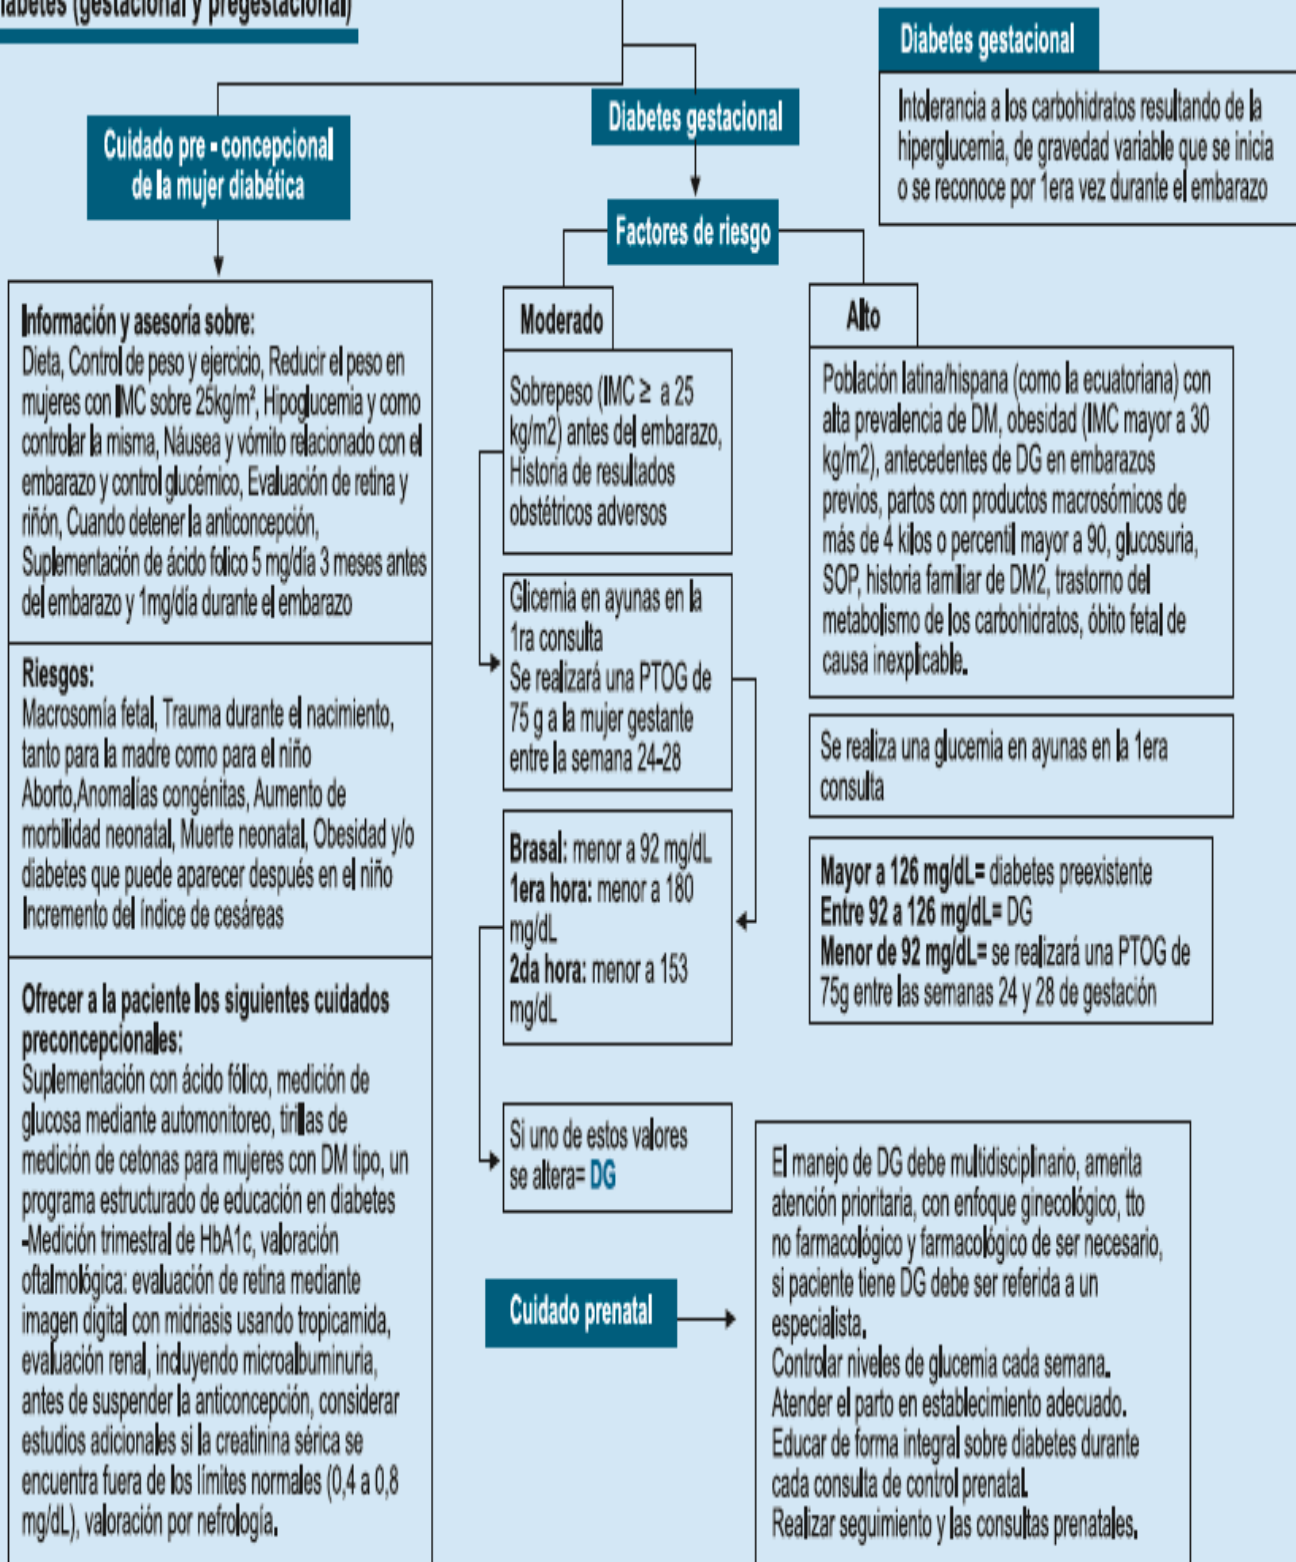 iabetes (gestacional y pregestacional)
Diabetes gestacional
Intolerancia a los carbohidratos resultando de la
hiperglucemia, de gravedad variable que se inicia
o se reconoce por 1era vez durante el embarazo
Cuidado pre - concepcional
de la mujer diabética
Información y asesoría sobre:
Dieta, Control de peso y ejercicio, Reducir el peso en
mujeres con IMC sobre 25kg/m², Hipoglucemia y como
controlar la misma, Náusea y vómito relacionado con el
embarazo y control glucémico, Evaluación de retina y
riñón, Cuando detener la anticoncepción,
Suplementación de ácido folico 5 mg/día 3 meses antes
del embarazo y 1mg/día durante el embarazo
Riesgos:
Macrosomía fetal, Trauma durante el nacimiento,
tanto para la madre como para el niño
Aborto,Anomalías congénitas, Aumento de
morbilidad neonatal, Muerte neonatal, Obesidad y/o
diabetes que puede aparecer después en el niño
Incremento del índice de cesáreas
Ofrecer a la paciente los siguientes cuidados
preconcepcionales:
Suplementación con ácido fólico, medición de
glucosa mediante automonitoreo, tirillas de
medición de cetonas para mujeres con DM tipo, un
programa estructurado de educación en diabetes
-Medición trimestral de HbA1c, valoración
oftalmológica: evaluación de retina mediante
imagen digital con midriasis usando tropicamida,
evaluación renal, incluyendo microalbuminuria,
antes de suspender la anticoncepción, considerar
estudios adicionales si la creatinina sérica se
encuentra fuera de los límites normales (0,4 a 0,8
mg/dL), valoración por nefrología.
Diabetes gestacional
Factores de riesgo
Moderado
Sobrepeso (IMC ≥ a 25
kg/m2) antes del embarazo,
Historia de resultados
obstétricos adversos
Glicemia en ayunas en la
1ra consulta
Se realizará una PTOG de
75 g a la mujer gestante
entre la semana 24-28
Brasal: menor a 92 mg/dL
1era hora: menor a 180
mg/dL
2da hora: menor a 153
mg/dL
Si uno de estos valores
se altera= DG
Alto
Población latina/hispana (como la ecuatoriana) con
alta prevalencia de DM, obesidad (IMC mayor a 30
kg/m2), antecedentes de DG en embarazos
previos, partos con productos macrosómicos de
más de 4 kilos o percentil mayor a 90, glucosuria,
SOP, historia familiar de DM2, trastorno del
metabolismo de los carbohidratos, óbito fetal de
causa inexplicable.
Se realiza una glucemia en ayunas en la 1era
consulta
Mayor a 126 mg/dL= diabetes preexistente
Entre 92 a 126 mg/dL= DG
Menor de 92 mg/dL= se realizará una PTOG de
75g entre las semanas 24 y 28 de gestación
Cuidado prenatal
El manejo de DG debe multidisciplinario, amerita
atención prioritaria, con enfoque ginecológico, tto
no farmacológico y farmacológico de ser necesario,
si paciente tiene DG debe ser referida a un
especialista.
Controlar niveles de glucemia cada semana.
Atender el parto en establecimiento adecuado.
Educar de forma integral sobre diabetes durante
cada consulta de control prenatal.
Realizar seguimiento y las consultas prenatales.